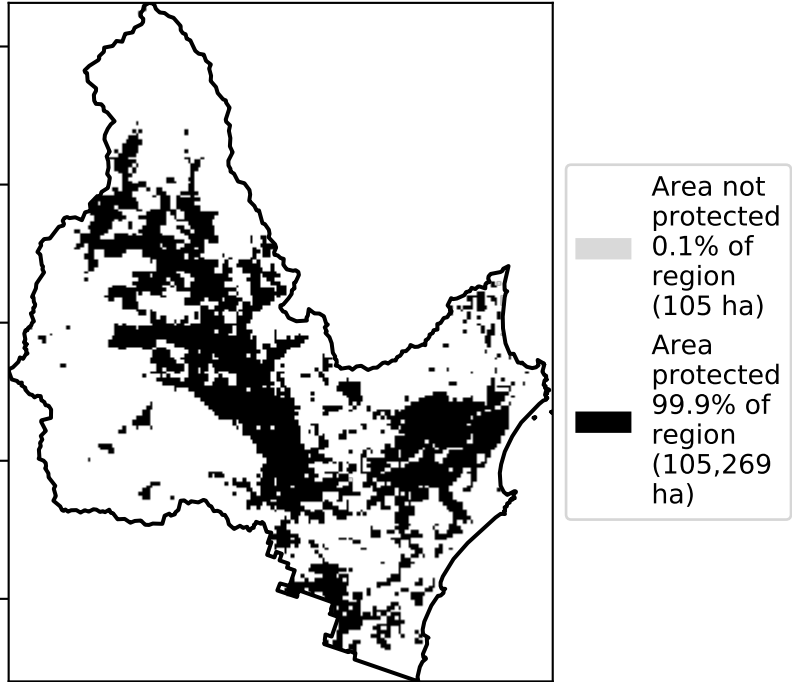 Area not
protected
0.1% of
region
(105 ha)
Area
protected
99.9% of
region
(105,269
ha)